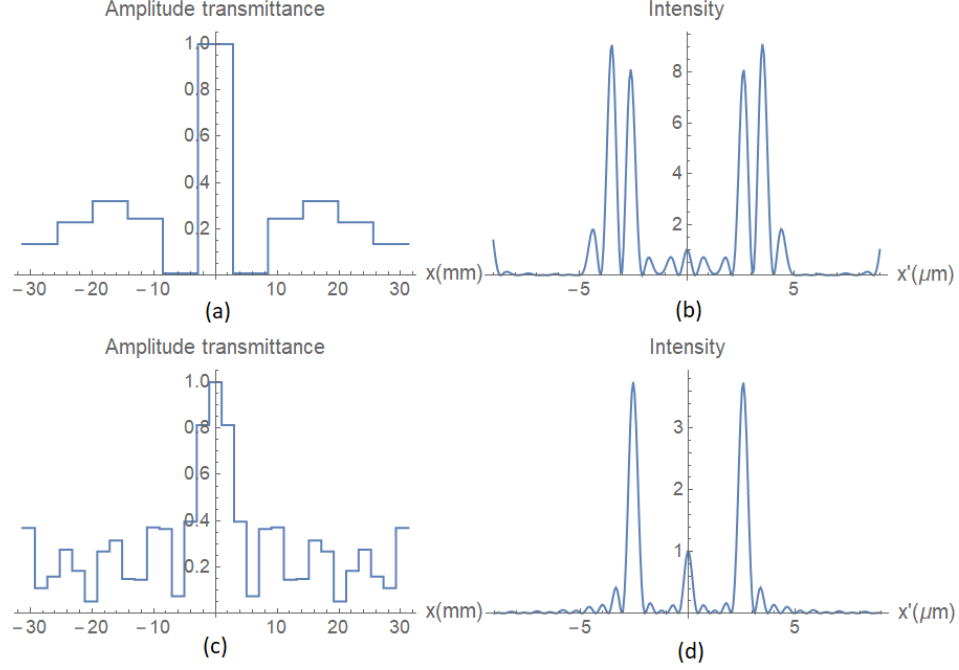 Amplitude transmittance
Intensity
1.0
0.8
0.6
0.4
0.2
8
6
4
2
−30 −20 −10 10 20 30 x(mm)
−5 5 x'(μm)
(a) (b)
Amplitude transmittance
Intensity
1.0
0.8
0.6
0.4
0.2
3
2
1
−30 −20 −10 10 20 30 x(mm)
−5 5 x'(μm)
(c) (d)